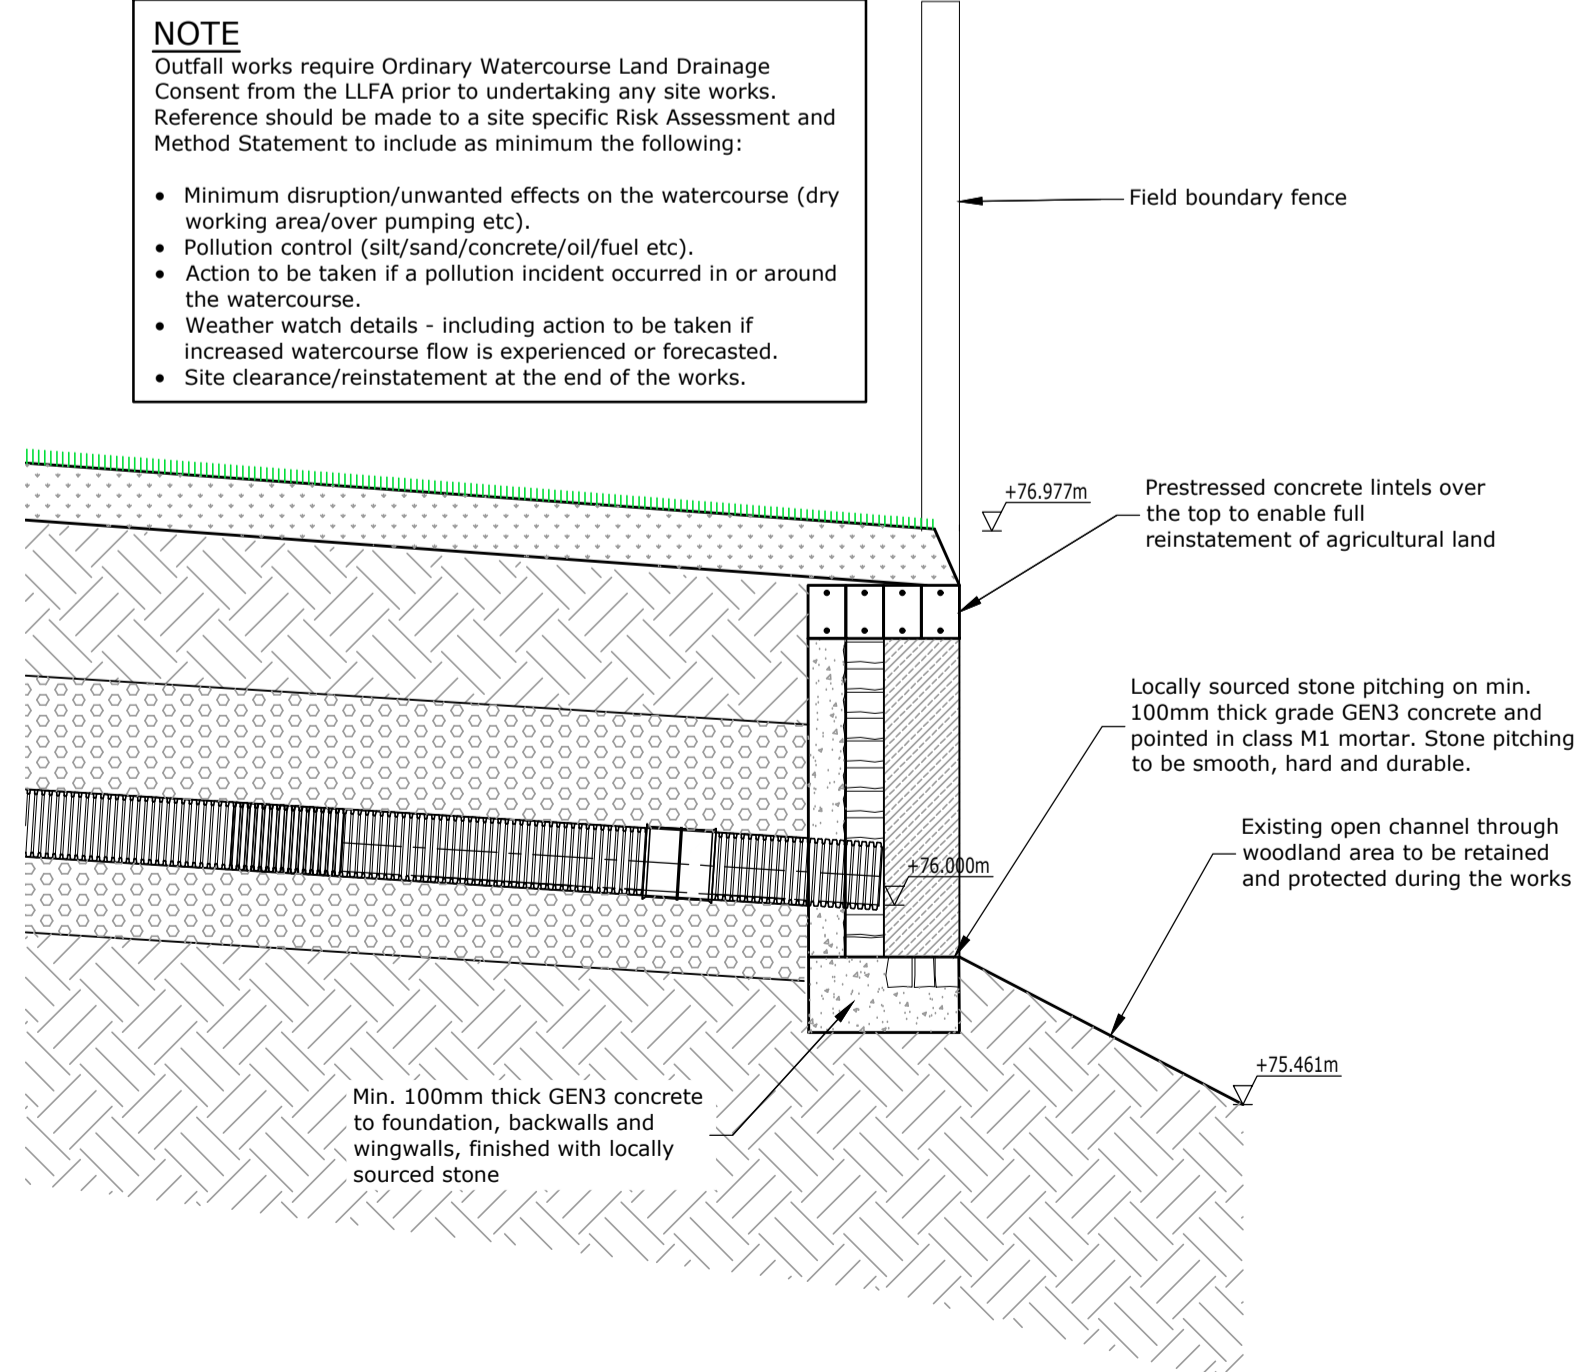 NOTE
Outfall works require Ordinary Watercourse Land Drainage
Consent from the LLFA prior to undertaking any site works.
Reference should be made to a site specific Risk Assessment and
Method Statement to include as minimum the following:
• Minimum disruption/unwanted effects on the watercourse (dry
working area/over pumping etc).
• Pollution control (silt/sand/concrete/oil/fuel etc).
• Action to be taken if a pollution incident occurred in or around
the watercourse.
• Weather watch details - including action to be taken if
increased watercourse flow is experienced or forecasted.
• Site clearance/reinstatement at the end of the works.
Field boundary fence
+76.977m
Prestressed concrete lintels over
the top to enable full
reinstatement of agricultural land
Locally sourced stone pitching on min.
100mm thick grade GEN3 concrete and
pointed in class M1 mortar. Stone pitching
to be smooth, hard and durable.
Existing open channel through
woodland area to be retained
and protected during the works
+76.000m
+75.461m
Min. 100mm thick GEN3 concrete
to foundation, backwalls and
wingwalls, finished with locally
sourced stone